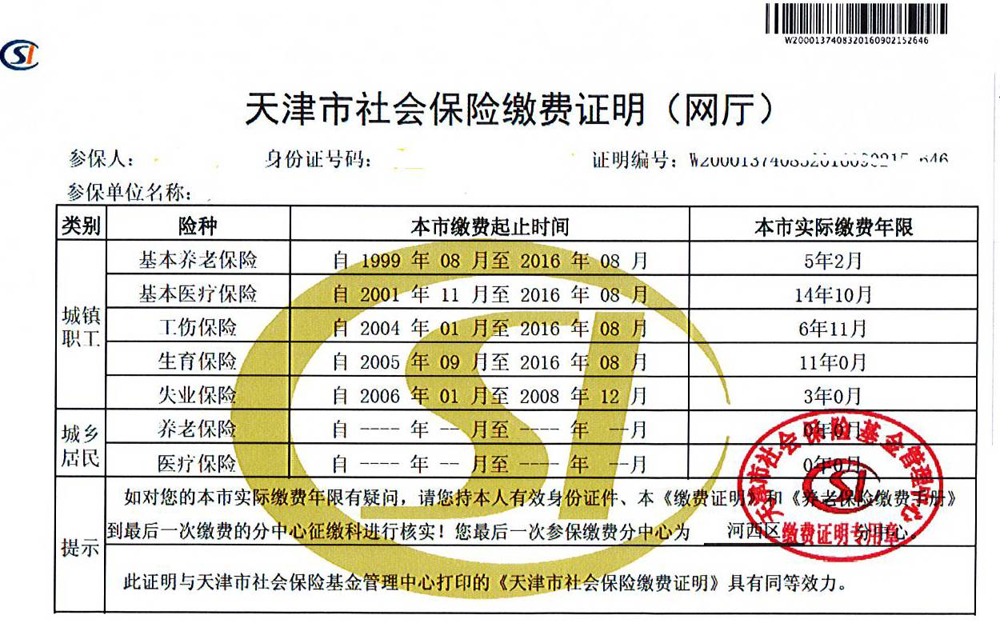 W2000137408320160902152646
CSI
天津市社会保险缴费证明（网厅）
参保人： 身份证号码： 证明编号：
参保单位名称：
类别 险种 本市缴费起止时间 本市实际缴费年限
城镇职工
基本养老保险 自 1999 年 08 月至 2016 年 08 月 5年2月
基本医疗保险 自 2001 年 11 月至 2016 年 08 月 14年10月
工伤保险 自 2004 年 01 月至 2016 年 08 月 6年11月
生育保险 自 2005 年 09 月至 2016 年 08 月 11年0月
失业保险 自 2006 年 01 月至 2008 年 12 月 3年0月
城乡居民
养老保险 自 ---- 年 -- 月至 ---- 年 --月 0年0月
医疗保险 自 ---- 年 -- 月至 ---- 年 --月 0年0月
提示
如对您的本市实际缴费年限有疑问，请您持本人有效身份证件、本《缴费证明》和《养老保险缴费手册》
到最后一次缴费的分中心征缴科进行核实！您最后一次参保缴费分中心为 河西区 分中心。
此证明与天津市社会保险基金管理中心打印的《天津市社会保险缴费证明》具有同等效力。
天津市社会保险基金管理中心
CSI
缴费证明专用章